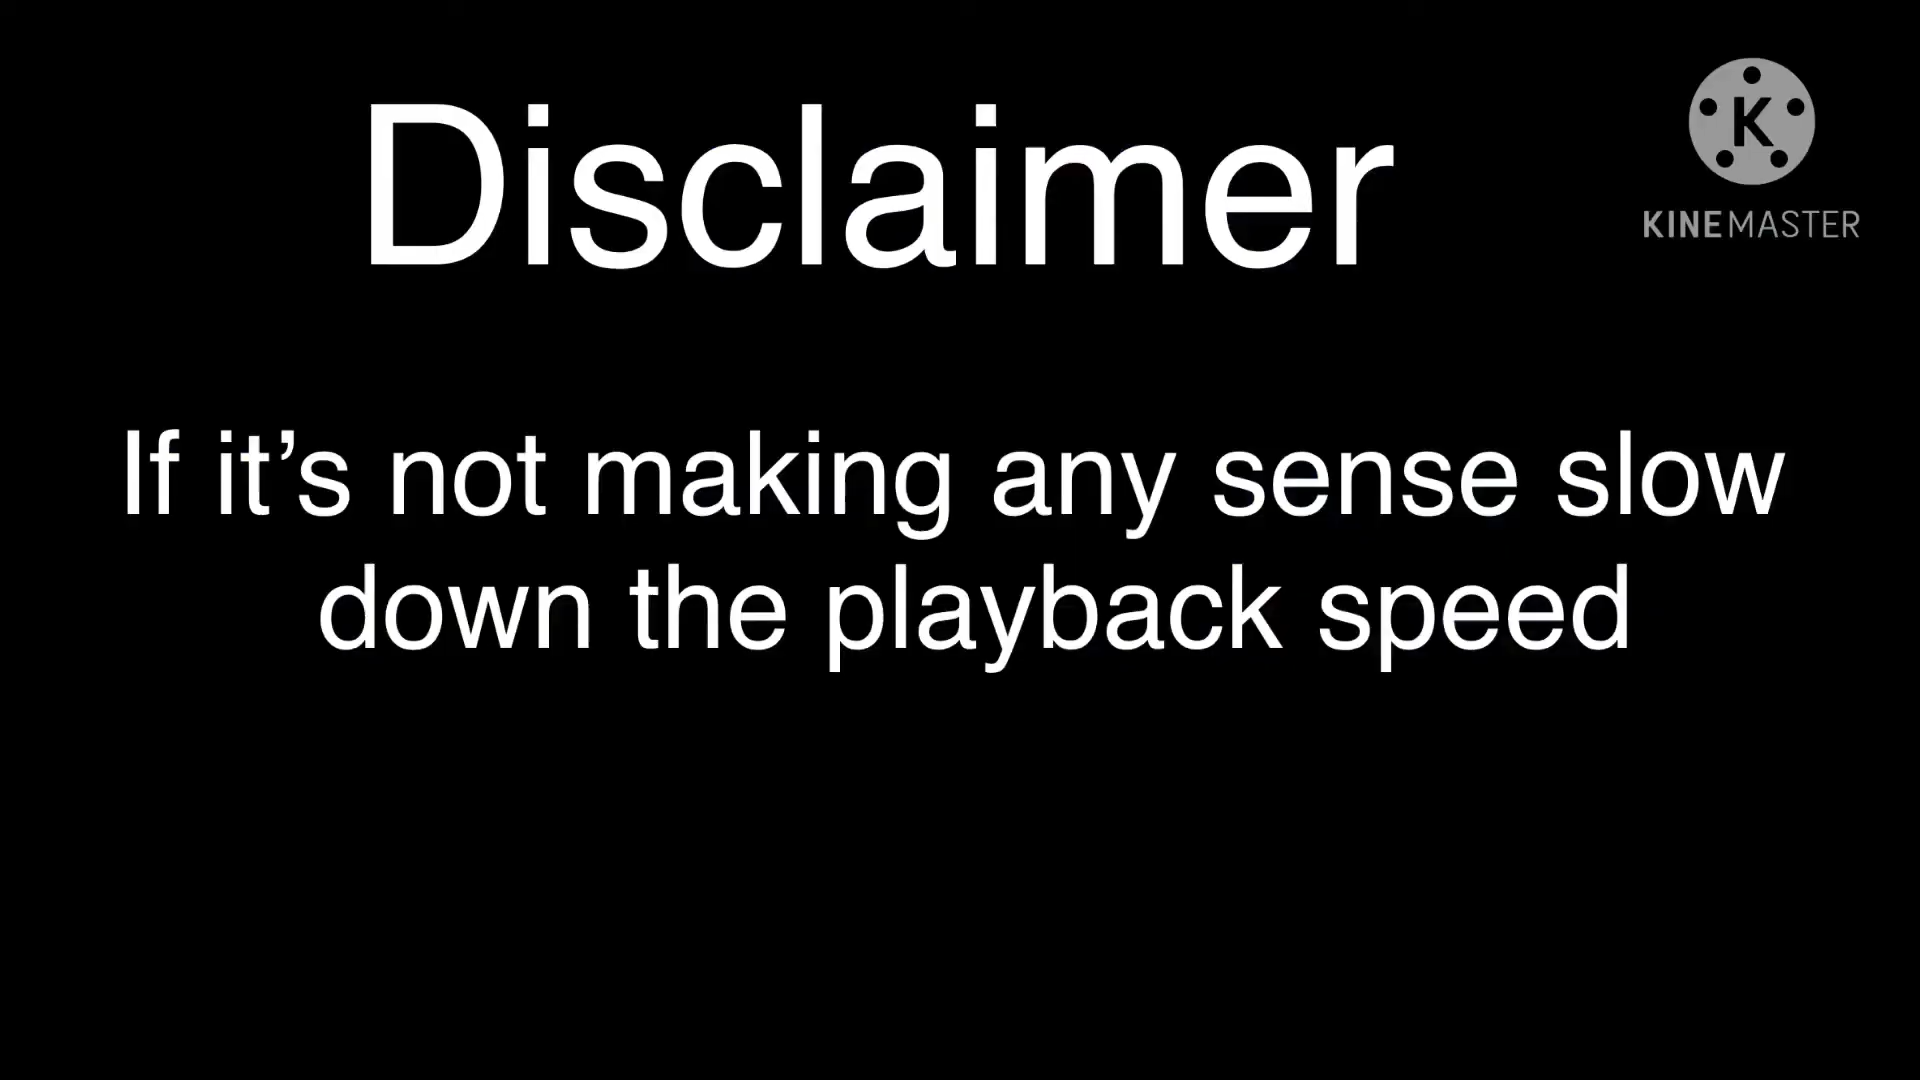 Disclaimer
K
KINEMASTER
If it’s not making any sense slow
down the playback speed